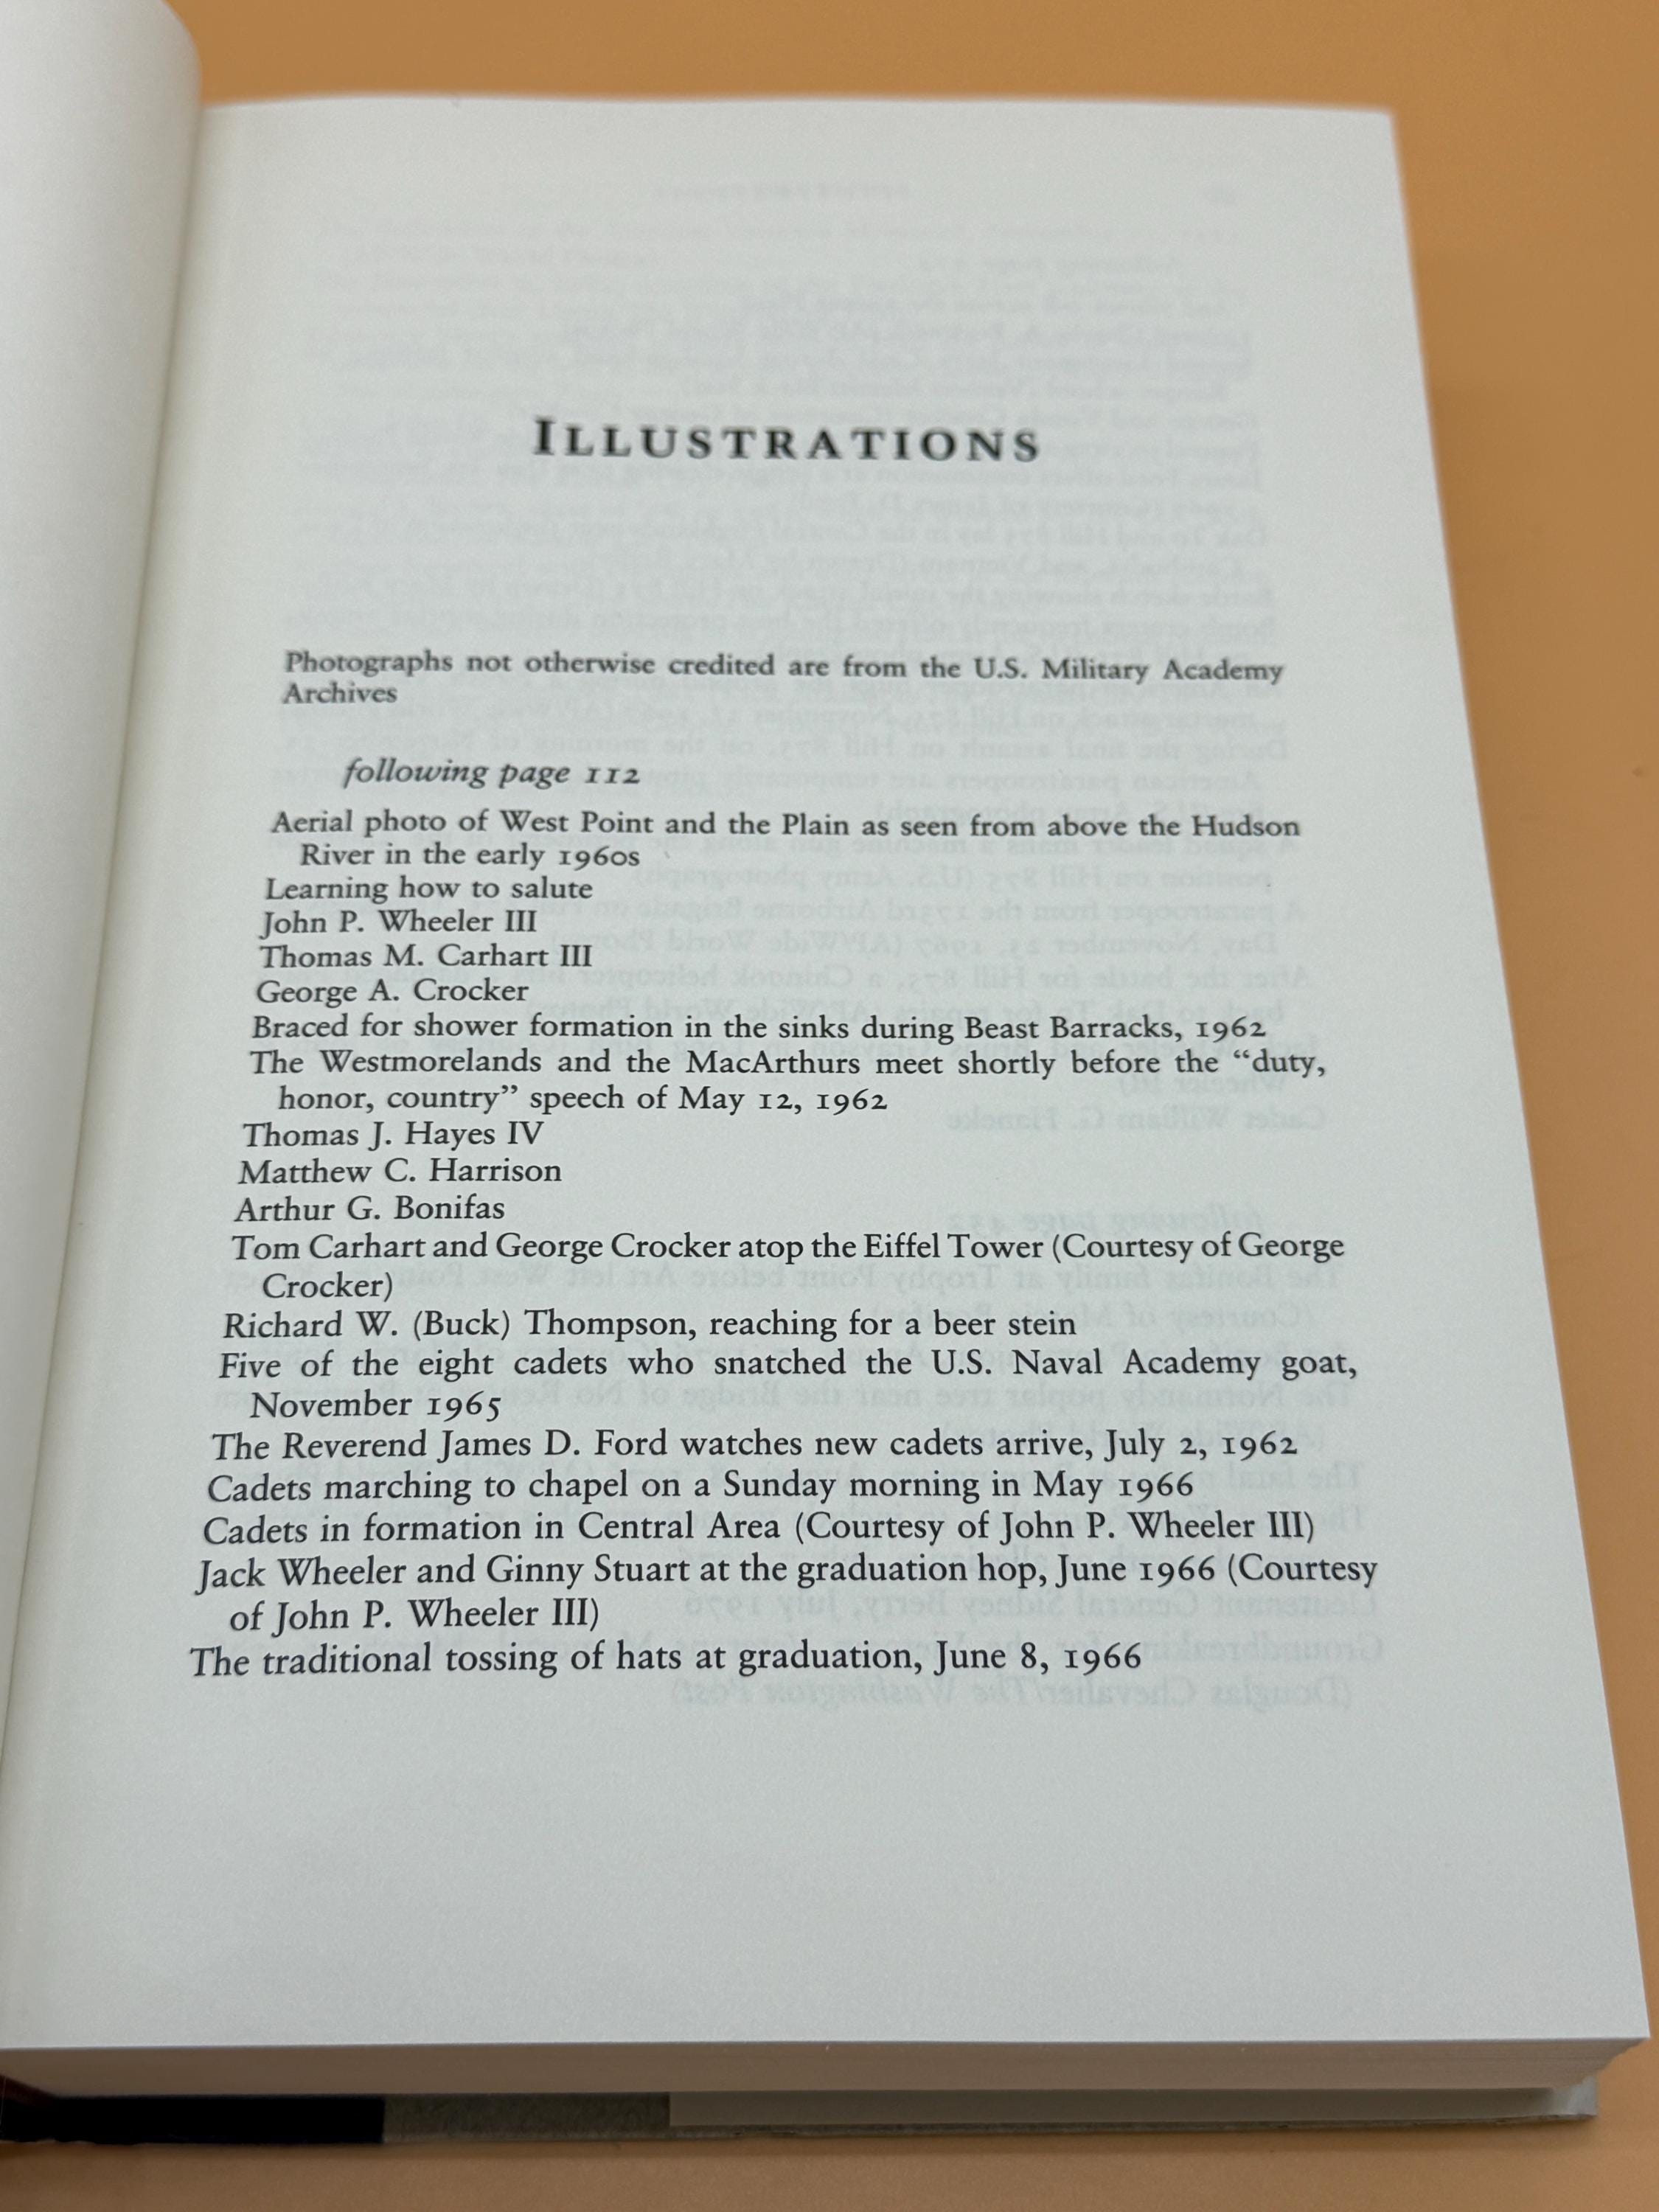 ILLUSTRATIONS
Photographs not otherwise credited are from the U.S. Military Academy
Archives
following page 112
Aerial photo of West Point and the Plain as seen from above the Hudson
River in the early 1960s
Learning how to salute
John P. Wheeler III
Thomas M. Carhart III
George A. Crocker
Braced for shower formation in the sinks during Beast Barracks, 1962
The Westmorelands and the MacArthurs meet shortly before the “duty,
honor, country” speech of May 12, 1962
Thomas J. Hayes IV
Matthew C. Harrison
Arthur G. Bonifas
Tom Carhart and George Crocker atop the Eiffel Tower (Courtesy of George
Crocker)
Richard W. (Buck) Thompson, reaching for a beer stein
Five of the eight cadets who snatched the U.S. Naval Academy goat,
November 1965
The Reverend James D. Ford watches new cadets arrive, July 2, 1962
Cadets marching to chapel on a Sunday morning in May 1966
Cadets in formation in Central Area (Courtesy of John P. Wheeler III)
Jack Wheeler and Ginny Stuart at the graduation hop, June 1966 (Courtesy
of John P. Wheeler III)
The traditional tossing of hats at graduation, June 8, 1966